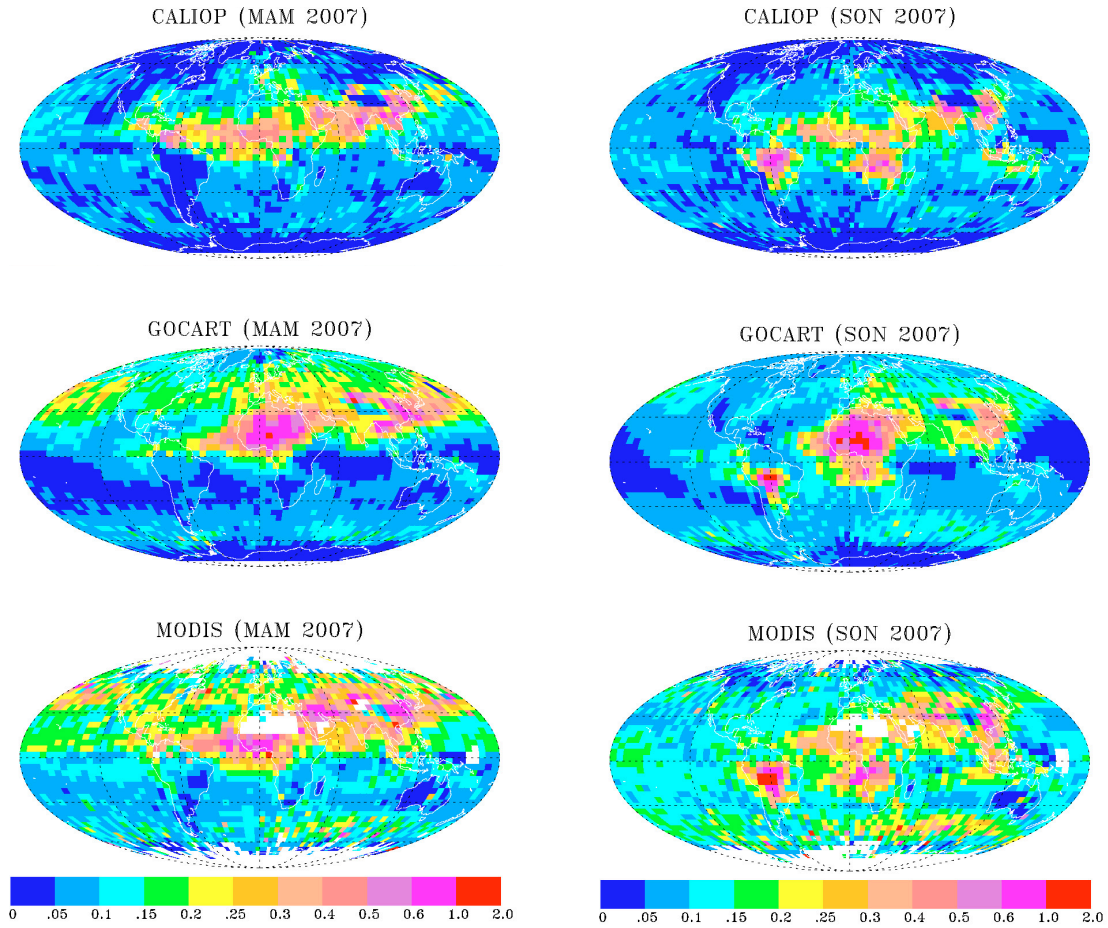 CALIOP (MAM 2007)
CALIOP (SON 2007)
GOCART (MAM 2007)
GOCART (SON 2007)
MODIS (MAM 2007)
MODIS (SON 2007)
0 .05 0.1 .15 0.2 .25 0.3 0.4 0.5 0.6 1.0 2.0
0 .05 0.1 .15 0.2 .25 0.3 0.4 0.5 0.6 1.0 2.0